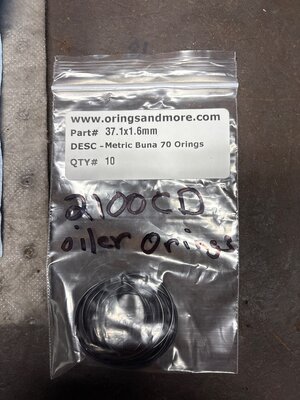 www.oringsandmore.com
Part# 37.1x1.6mm
DESC - Metric Buna 70 Orings
QTY# 10
2100CD
oiler Orings